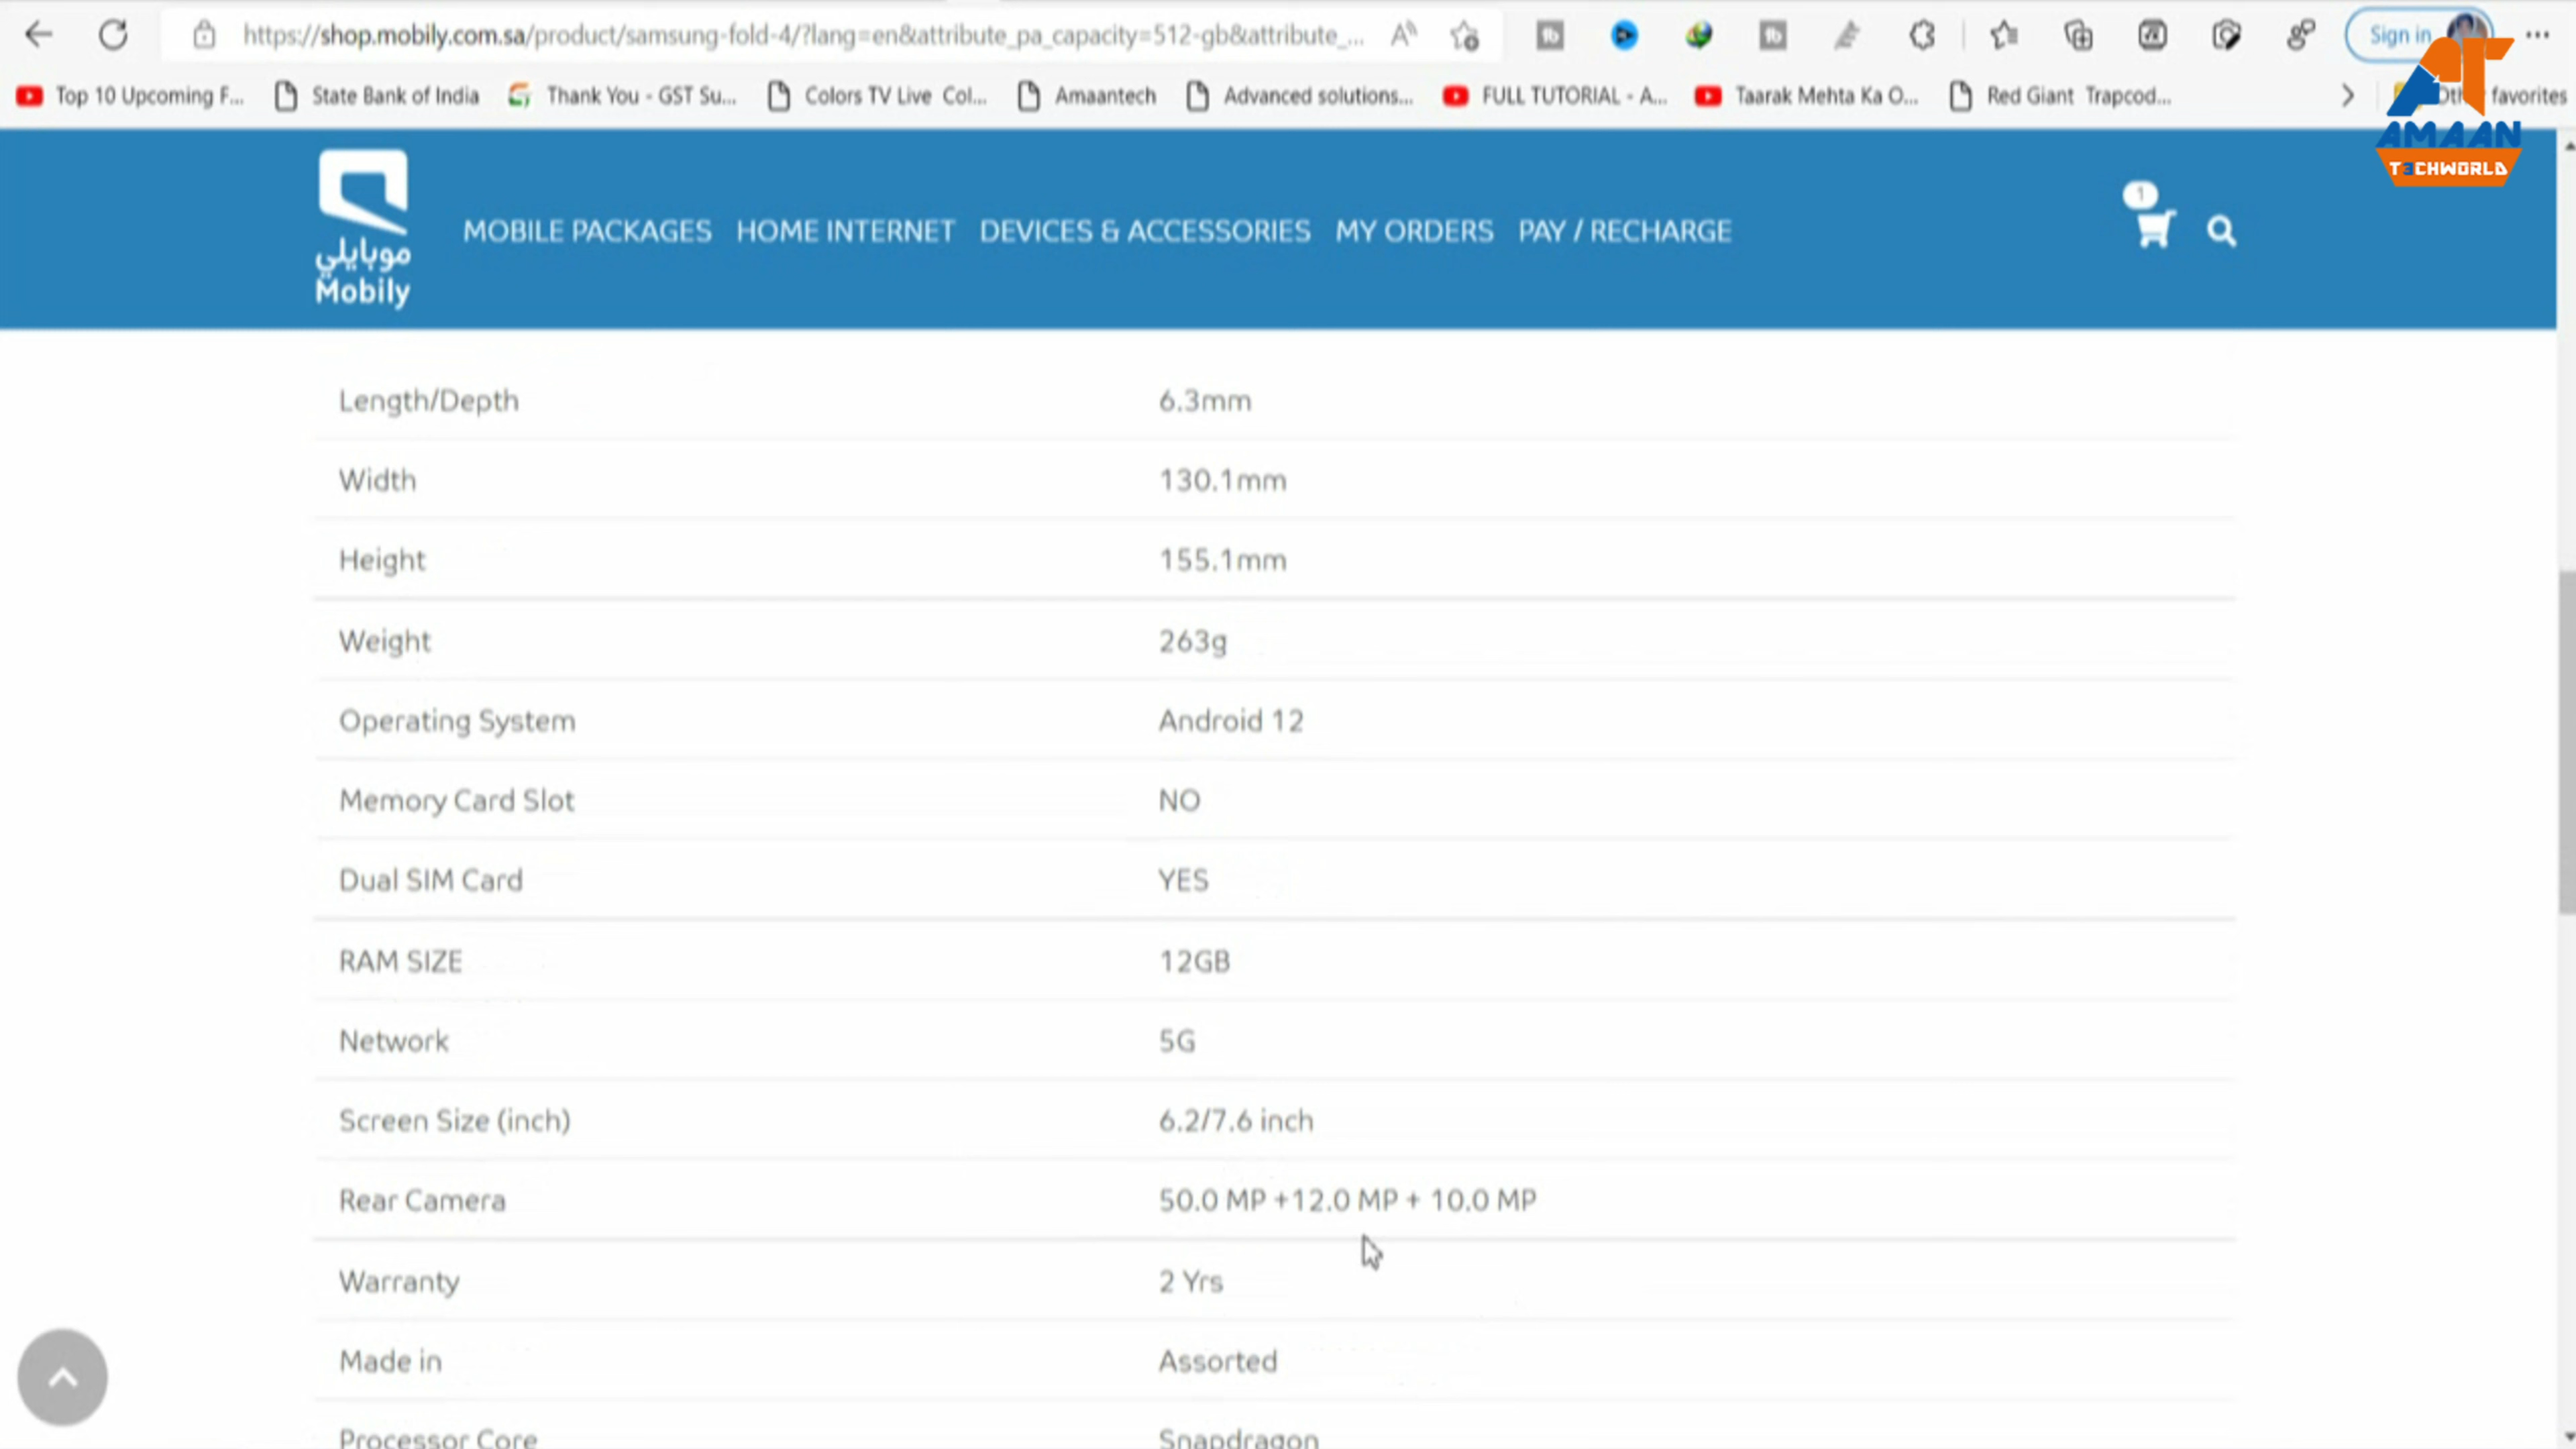 https://shop.mobily.com.sa/product/samsung-fold-4/?lang=en&attribute_pa_capacity=512-gb&attribute_...
Sign in
Top 10 Upcoming F...
State Bank of India
Thank You - GST Su...
Colors TV Live Col...
Amaantech
Advanced solutions...
FULL TUTORIAL - A...
Taarak Mehta Ka O...
Red Giant Trapcod...
favorites
AMAAN
T3CHWORLD
موبايلي
Mobily
MOBILE PACKAGES HOME INTERNET DEVICES & ACCESSORIES MY ORDERS PAY / RECHARGE
1
Length/Depth 6.3mm
Width 130.1mm
Height 155.1mm
Weight 263g
Operating System Android 12
Memory Card Slot NO
Dual SIM Card YES
RAM SIZE 12GB
Network 5G
Screen Size (inch) 6.2/7.6 inch
Rear Camera 50.0 MP +12.0 MP + 10.0 MP
Warranty 2 Yrs
Made in Assorted
Processor Core Snapdragon